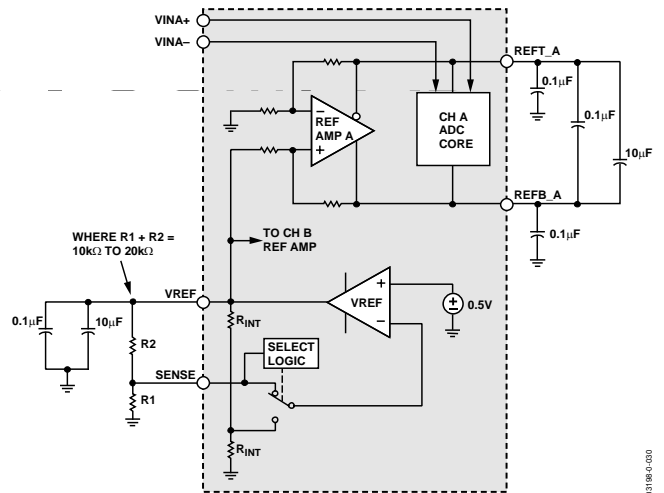 VINA+
VINA–
REFT_A
0.1μF
0.1μF
10μF
–
REF
AMP A
+
CH A
ADC
CORE
REFB_A
0.1μF
WHERE R1 + R2 =
10kΩ TO 20kΩ
TO CH B
REF AMP
VREF
VREF
+
–
0.5V
0.1μF
10μF
R2
RINT
SELECT
LOGIC
SENSE
R1
RINT
13198-0-030